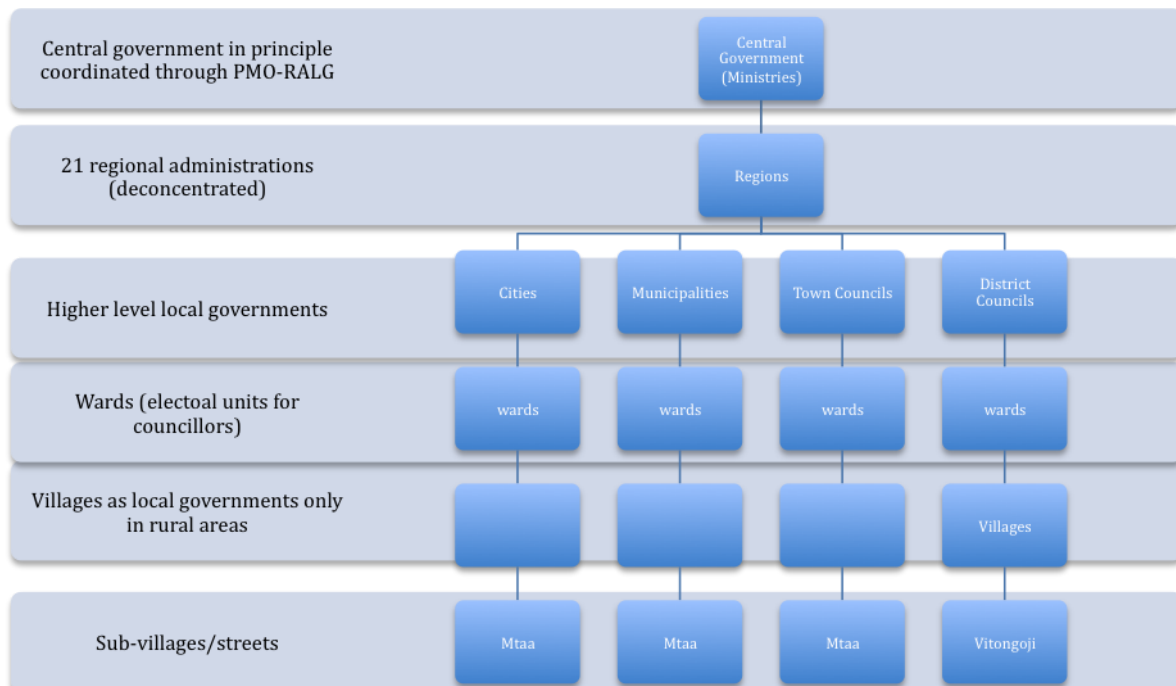 Central government in principle
coordinated through PMO-RALG
Central
Government
(Ministries)
21 regional administrations
(deconcentrated)
Regions
Higher level local governments
Cities
Municipalities
Town Councils
District
Councils
Wards (electoal units for
councillors)
wards
wards
wards
wards
Villages as local governments only
in rural areas
Villages
Sub-villages/streets
Mtaa
Mtaa
Mtaa
Vitongoji